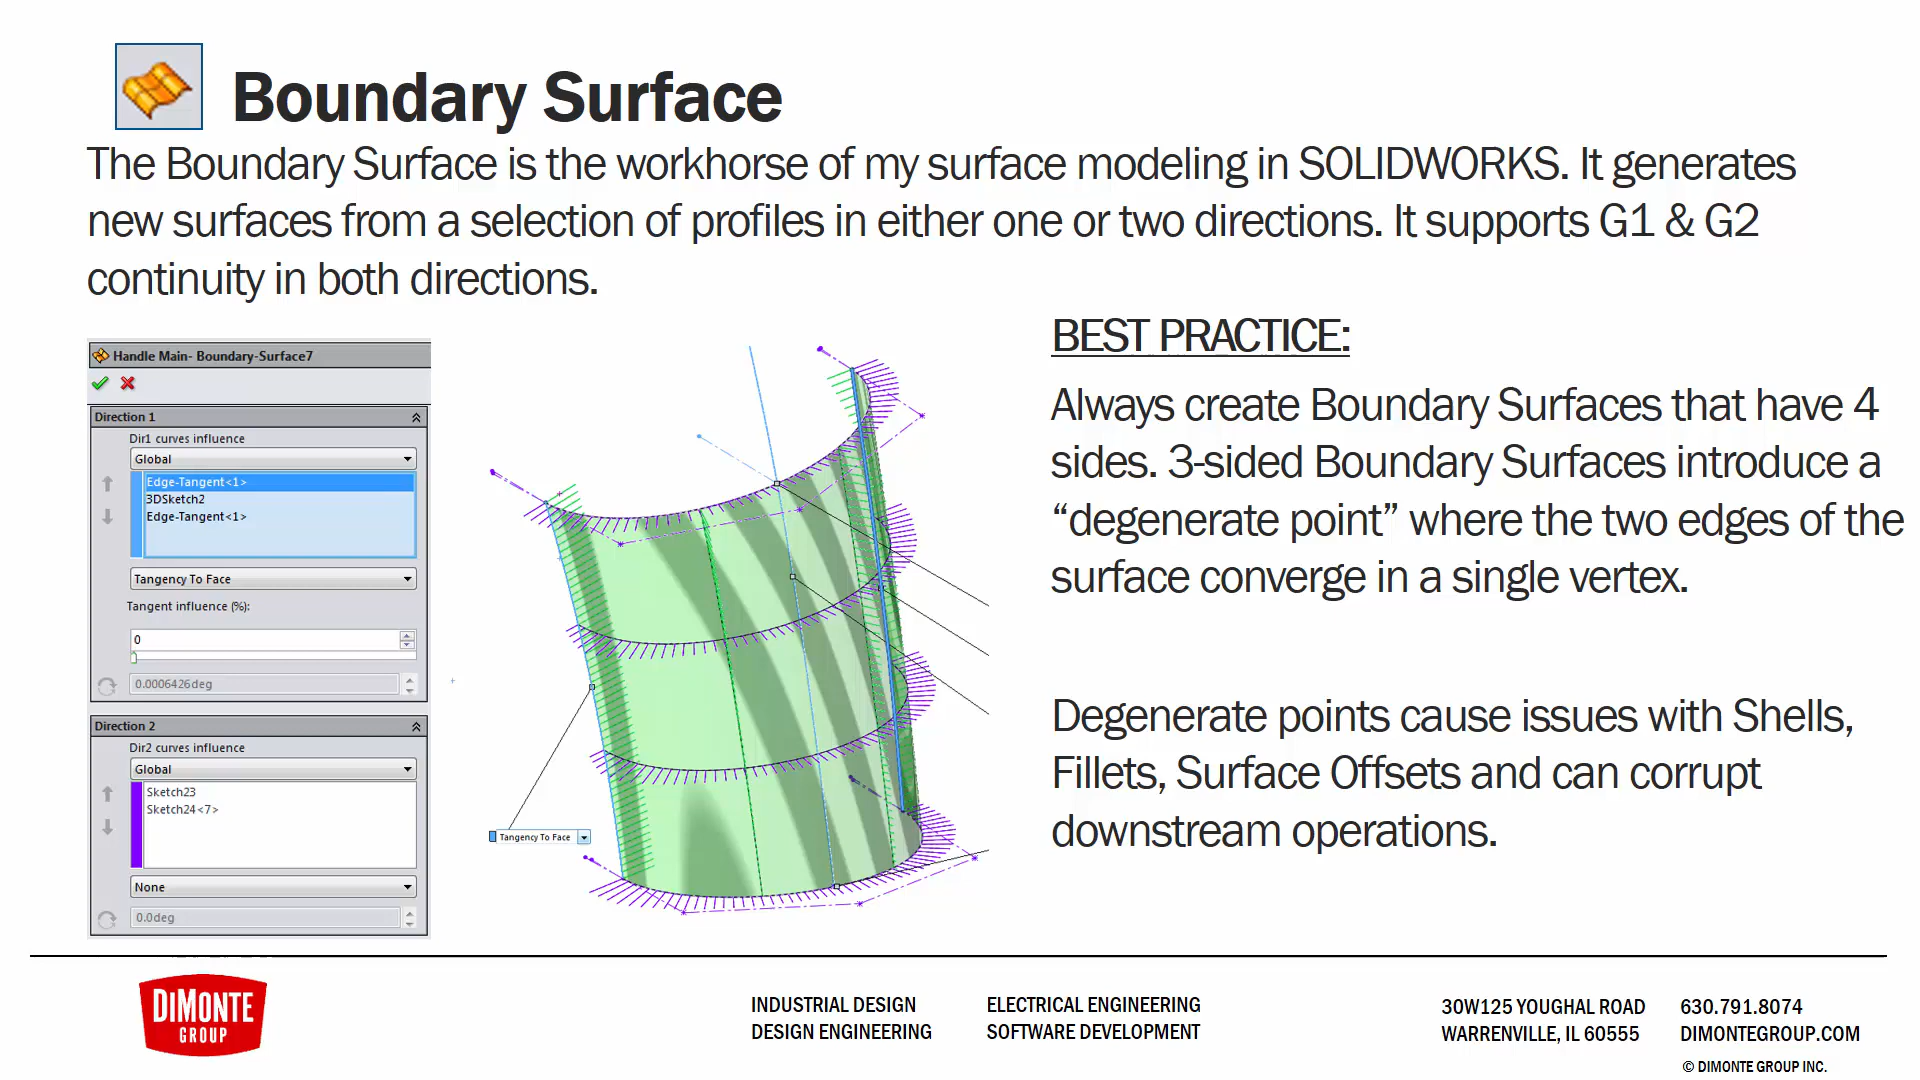 Boundary Surface
The Boundary Surface is the workhorse of my surface modeling in SOLIDWORKS. It generates
new surfaces from a selection of profiles in either one or two directions. It supports G1 & G2
continuity in both directions.
Handle Main- Boundary-Surface7
Direction 1
Dir1 curves influence
Global
Edge-Tangent<1>
3DSketch2
Edge-Tangent<1>
Tangency To Face
Tangent influence (%):
0
0.0006426deg
Direction 2
Dir2 curves influence
Global
Sketch23
Sketch24<7>
None
0.0deg
Tangency To Face
BEST PRACTICE:
Always create Boundary Surfaces that have 4
sides. 3-sided Boundary Surfaces introduce a
“degenerate point” where the two edges of the
surface converge in a single vertex.
Degenerate points cause issues with Shells,
Fillets, Surface Offsets and can corrupt
downstream operations.
DIMONTE
GROUP
INDUSTRIAL DESIGN
DESIGN ENGINEERING
ELECTRICAL ENGINEERING
SOFTWARE DEVELOPMENT
30W125 YOUGHAL ROAD
WARRENVILLE, IL 60555
630.791.8074
DIMONTEGROUP.COM
© DIMONTE GROUP INC.